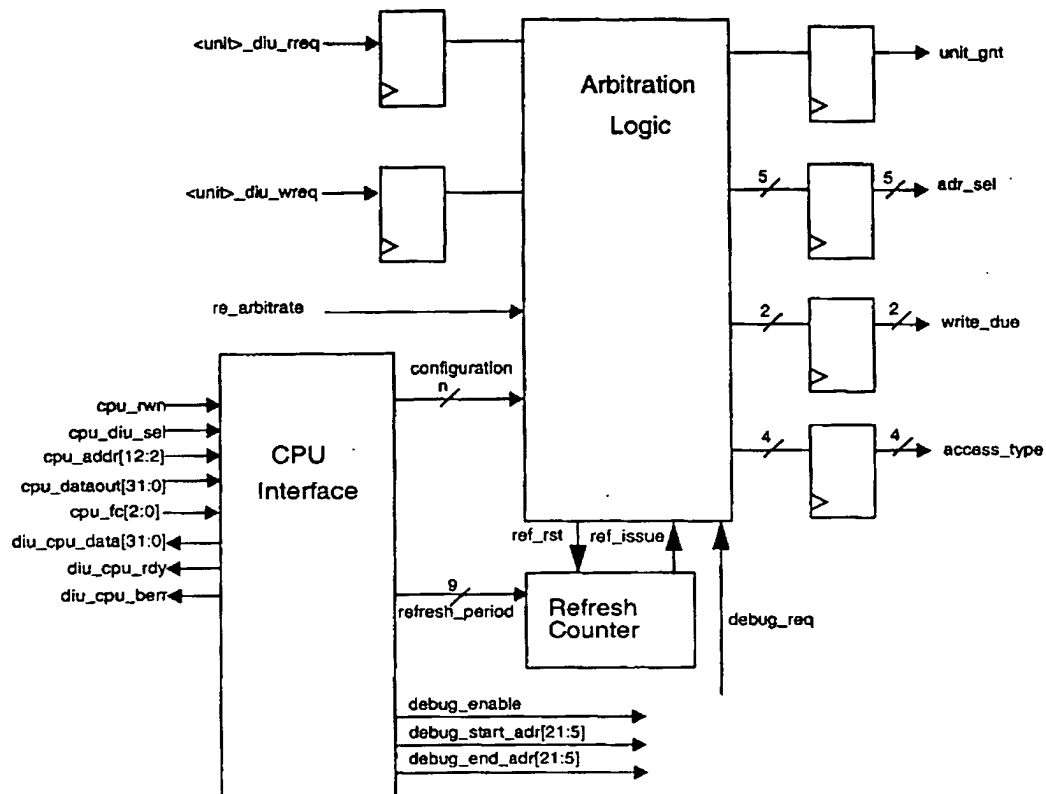 <unit>_diu_rreq
unit_gnt
Arbitration
Logic
<unit>_diu_wreq
5
5
adr_sel
re_arbitrate
2
2
write_due
configuration
n
cpu_rwn
cpu_diu_sel
cpu_addr[12:2]
cpu_dataout[31:0]
cpu_fc[2:0]
diu_cpu_data[31:0]
diu_cpu_rdy
diu_cpu_berr
CPU
Interface
4
4
access_type
ref_rst
ref_issue
9
refresh_period
Refresh
Counter
debug_req
debug_enable
debug_start_adr[21:5]
debug_end_adr[21:5]